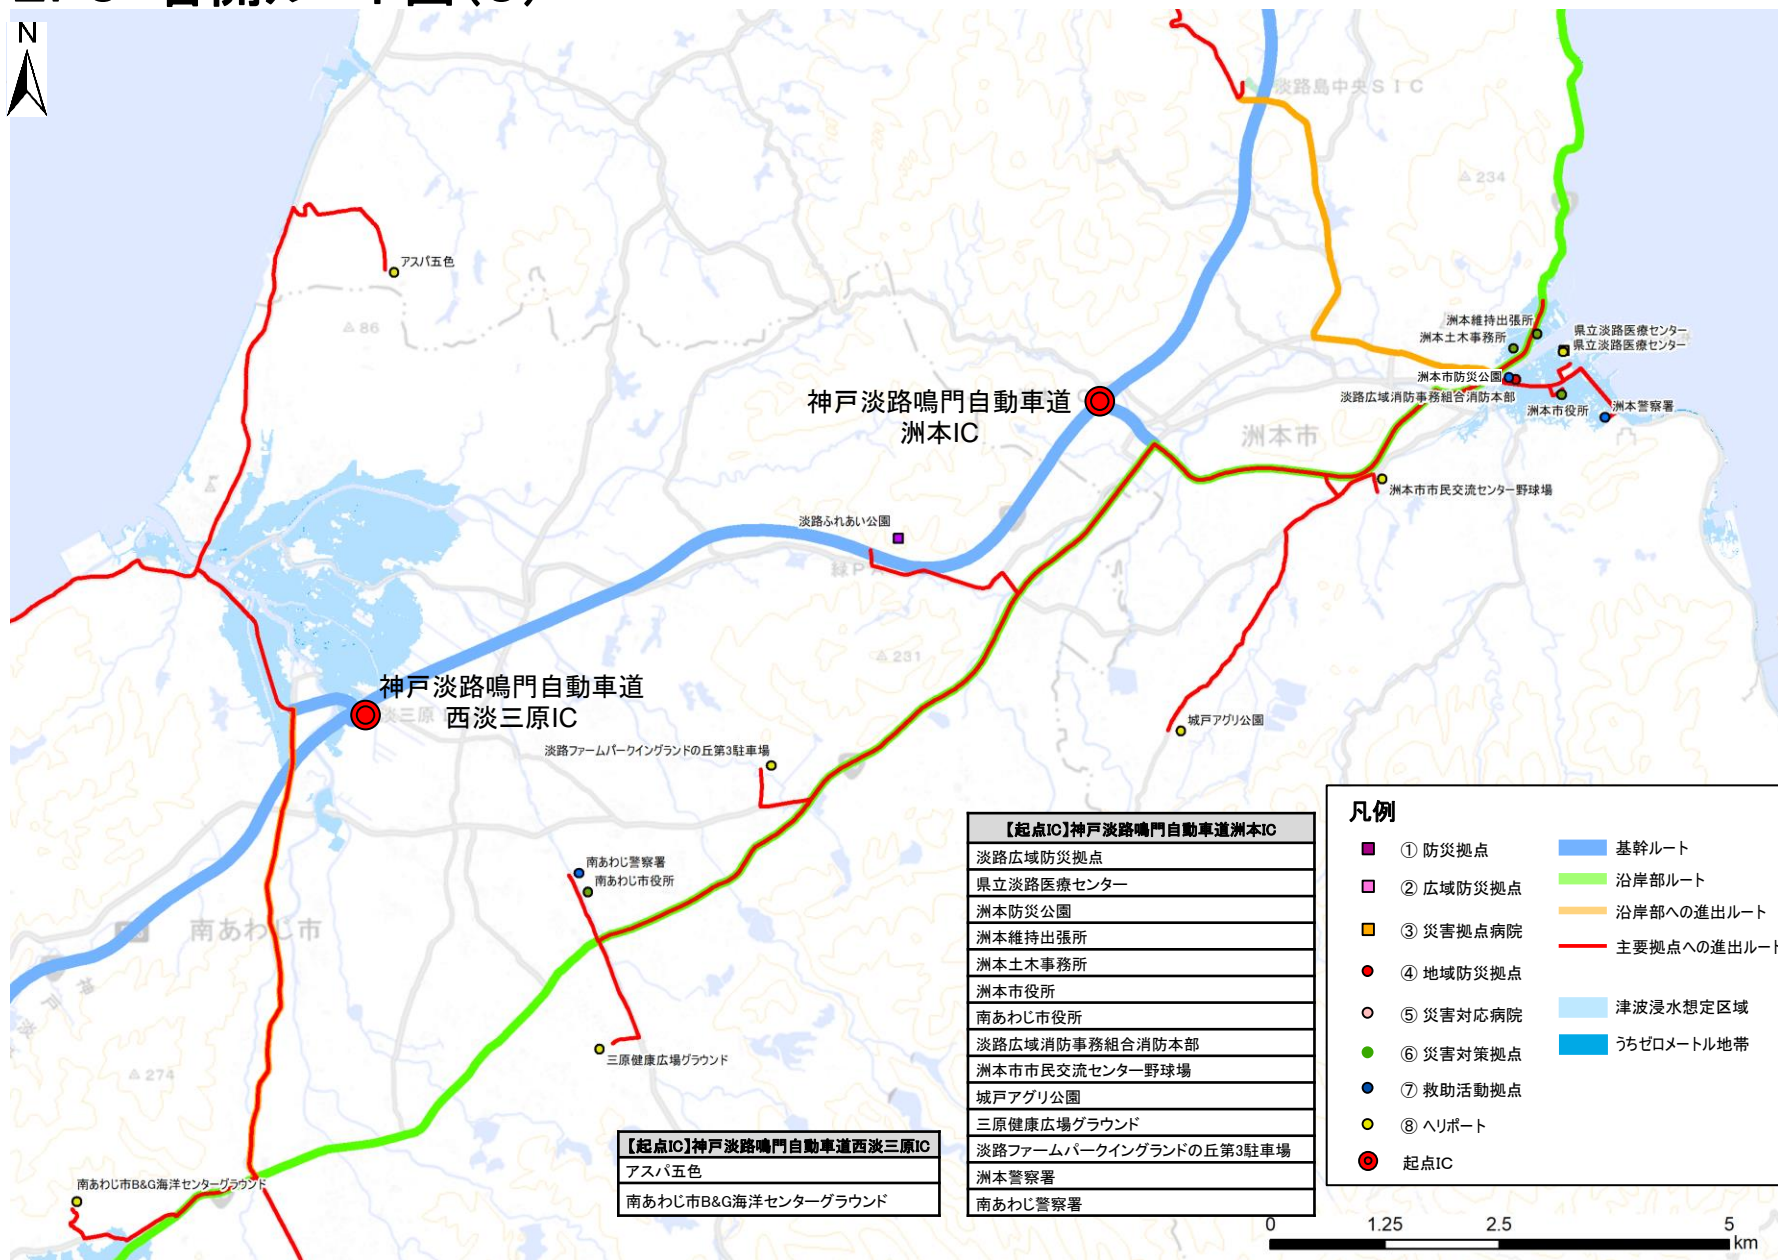 N
淡路島中央SIC
234
アスパ五色
86
洲本維持出張所
洲本土木事務所
県立淡路医療センター
県立淡路医療センター
洲本市防災公園
淡路広域消防事務組合消防本部
洲本市役所
洲本警察署
神戸淡路鳴門自動車道
洲本IC
洲本市
洲本市市民交流センター野球場
淡路ふれあい公園
緑PA
231
神戸淡路鳴門自動車道
西淡三原IC
城戸アグリ公園
淡路ファームパークイングランドの丘第3駐車場
南あわじ警察署
南あわじ市役所
南あわじ市
三原健康広場グラウンド
274
南あわじ市B&G海洋センターグラウンド
【起点IC】神戸淡路鳴門自動車道西淡三原IC
アスパ五色
南あわじ市B&G海洋センターグラウンド
【起点IC】神戸淡路鳴門自動車道洲本IC
淡路広域防災拠点
県立淡路医療センター
洲本防災公園
洲本維持出張所
洲本土木事務所
洲本市役所
南あわじ市役所
淡路広域消防事務組合消防本部
洲本市市民交流センター野球場
城戸アグリ公園
三原健康広場グラウンド
淡路ファームパークイングランドの丘第3駐車場
洲本警察署
南あわじ警察署
凡例
① 防災拠点
② 広域防災拠点
③ 災害拠点病院
④ 地域防災拠点
⑤ 災害対応病院
⑥ 災害対策拠点
⑦ 救助活動拠点
⑧ ヘリポート
起点IC
基幹ルート
沿岸部ルート
沿岸部への進出ルート
主要拠点への進出ルート
津波浸水想定区域
うちゼロメートル地帯
0 1.25 2.5 5
km